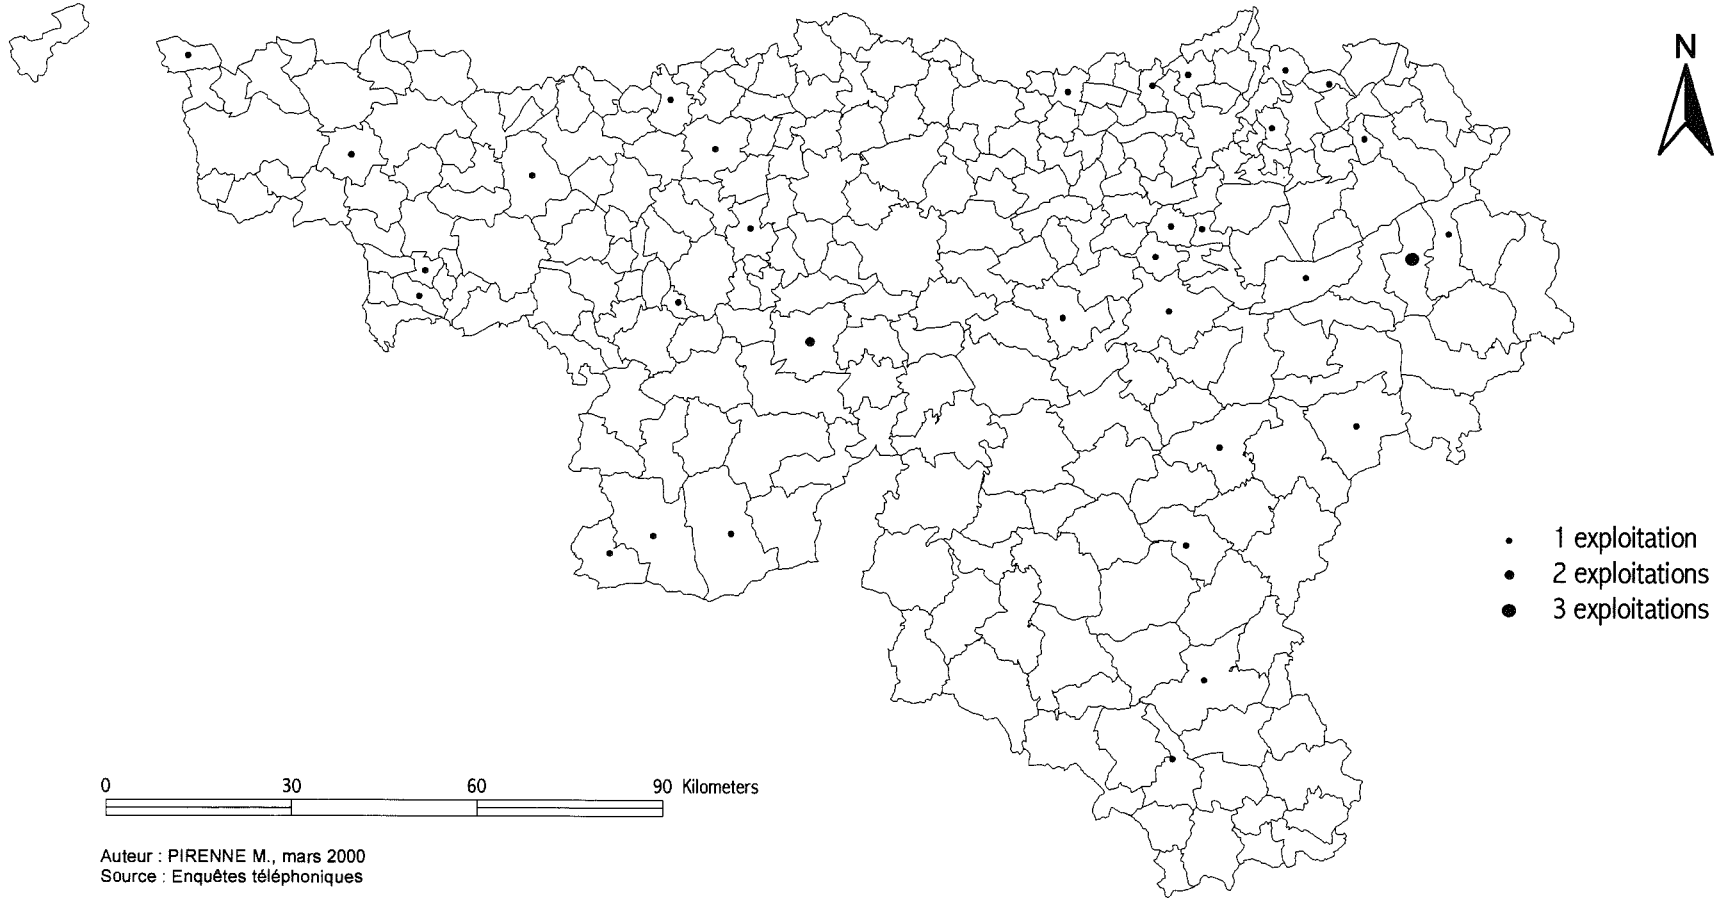 N
1 exploitation
2 exploitations
3 exploitations
0 30 60 90 Kilometers
Auteur : PIRENNE M., mars 2000
Source : Enquêtes téléphoniques